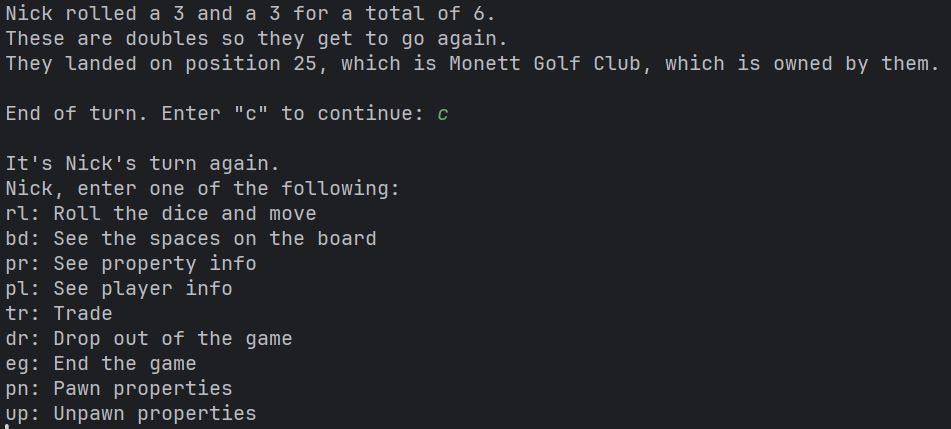 Nick rolled a 3 and a 3 for a total of 6.
These are doubles so they get to go again.
They landed on position 25, which is Monett Golf Club, which is owned by them.
End of turn. Enter "c" to continue: c
It's Nick's turn again.
Nick, enter one of the following:
rl: Roll the dice and move
bd: See the spaces on the board
pr: See property info
pl: See player info
tr: Trade
dr: Drop out of the game
eg: End the game
pn: Pawn properties
up: Unpawn properties